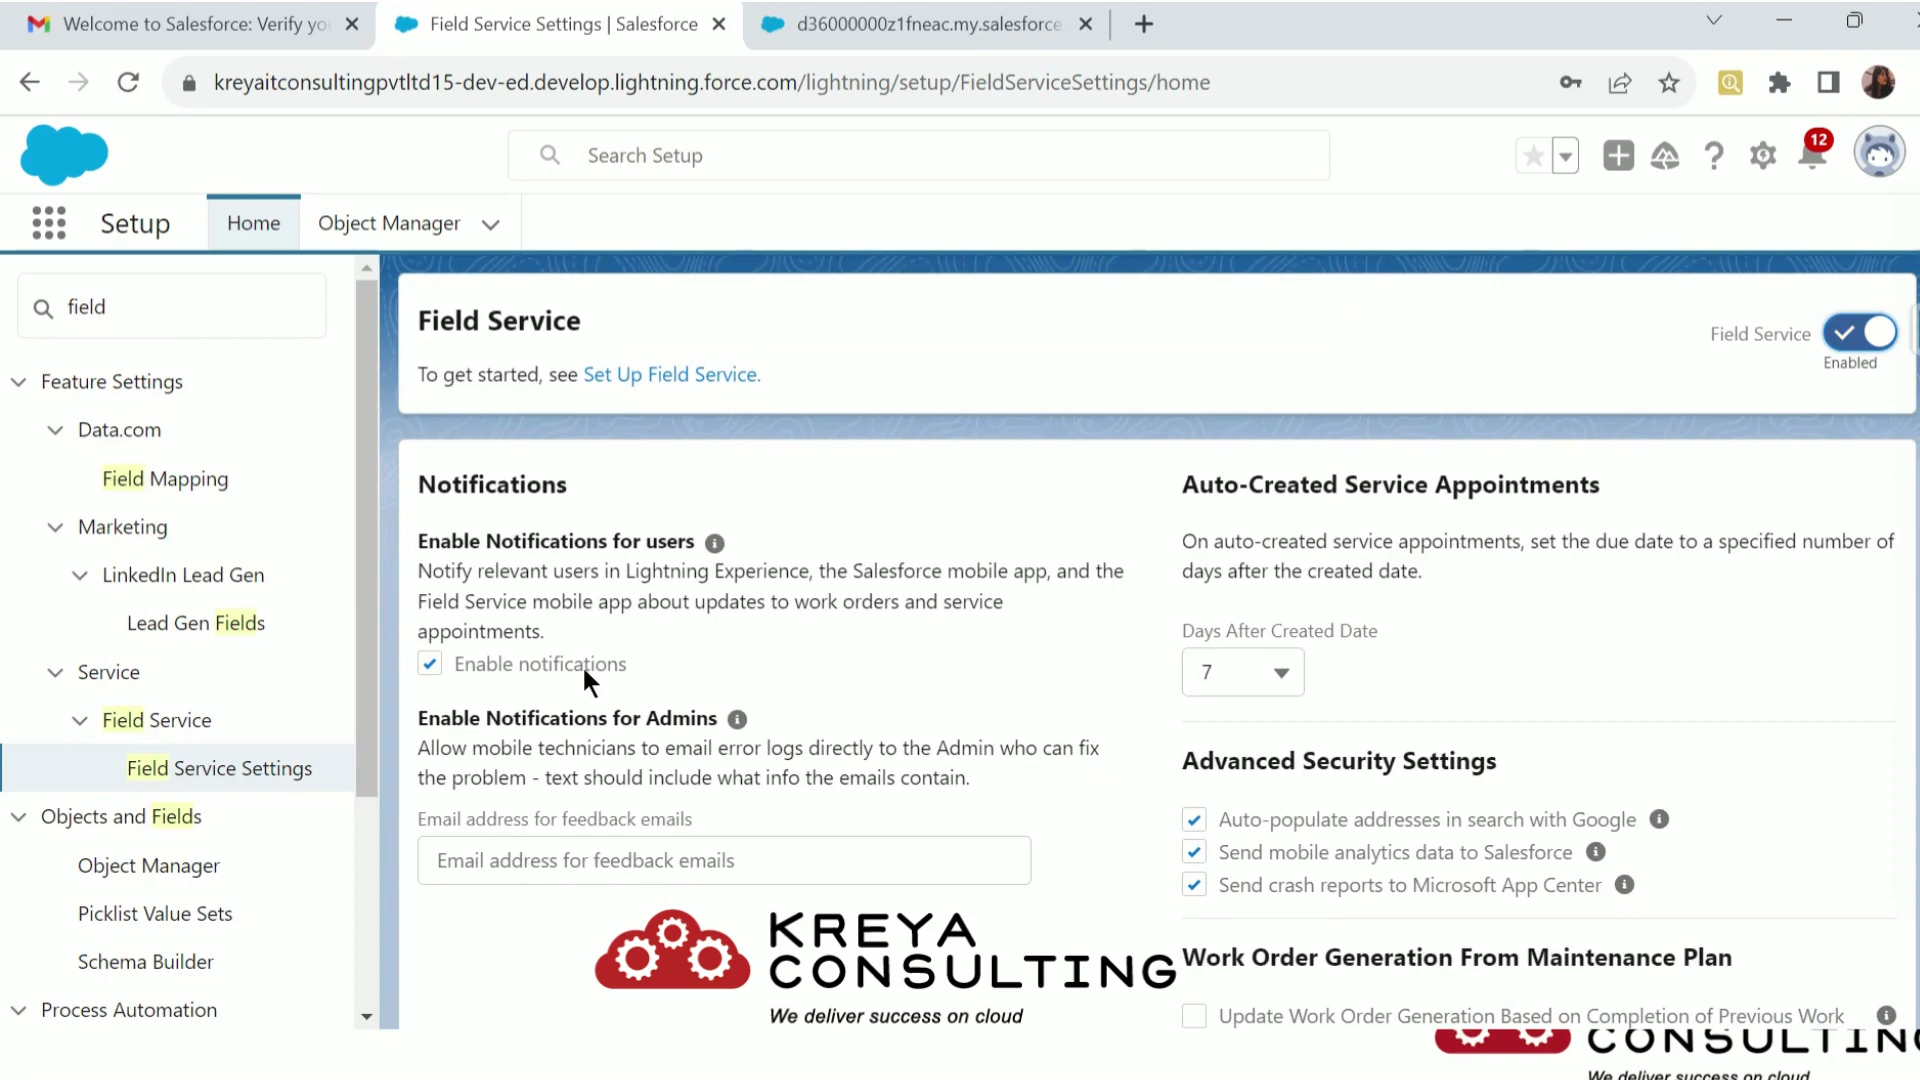 Welcome to Salesforce: Verify yo
Field Service Settings | Salesforce
d36000000z1fneac.my.salesforce
kreyaitconsultingpvtltd15-dev-ed.develop.lightning.force.com/lightning/setup/FieldServiceSettings/home
Search Setup
12
Setup
Home
Object Manager
field
Feature Settings
Data.com
Field Mapping
Marketing
LinkedIn Lead Gen
Lead Gen Fields
Service
Field Service
Field Service Settings
Objects and Fields
Object Manager
Picklist Value Sets
Schema Builder
Process Automation
Field Service
To get started, see Set Up Field Service.
Field Service
Enabled
Notifications
Enable Notifications for users
Notify relevant users in Lightning Experience, the Salesforce mobile app, and the
Field Service mobile app about updates to work orders and service
appointments.
Enable notifications
Enable Notifications for Admins
Allow mobile technicians to email error logs directly to the Admin who can fix
the problem - text should include what info the emails contain.
Email address for feedback emails
Email address for feedback emails
Auto-Created Service Appointments
On auto-created service appointments, set the due date to a specified number of
days after the created date.
Days After Created Date
7
Advanced Security Settings
Auto-populate addresses in search with Google
Send mobile analytics data to Salesforce
Send crash reports to Microsoft App Center
Work Order Generation From Maintenance Plan
Update Work Order Generation Based on Completion of Previous Work
KREYA
CONSULTING
We deliver success on cloud
CONSULTIN
We deliver success on cloud